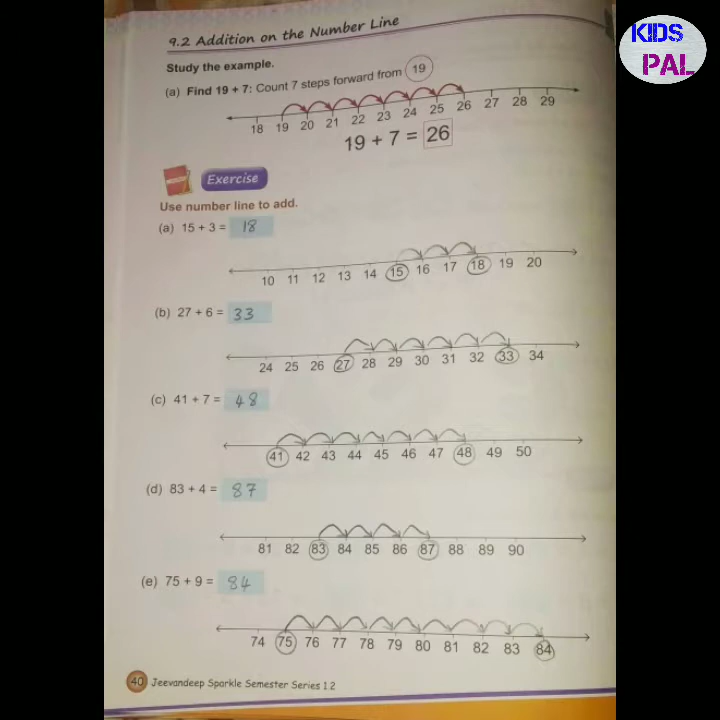 KIDS
PAL
9.2 Addition on the Number Line
Study the example.
(a) Find 19 + 7: Count 7 steps forward from 19
18 19 20 21 22 23 24 25 26 27 28 29
19 + 7 = 26
Exercise
Use number line to add.
(a) 15 + 3 = 18
10 11 12 13 14 15 16 17 18 19 20
(b) 27 + 6 = 33
24 25 26 27 28 29 30 31 32 33 34
(c) 41 + 7 = 48
41 42 43 44 45 46 47 48 49 50
(d) 83 + 4 = 87
81 82 83 84 85 86 87 88 89 90
(e) 75 + 9 = 84
74 75 76 77 78 79 80 81 82 83 84
40 Jeevandeep Sparkle Semester Series 1.2